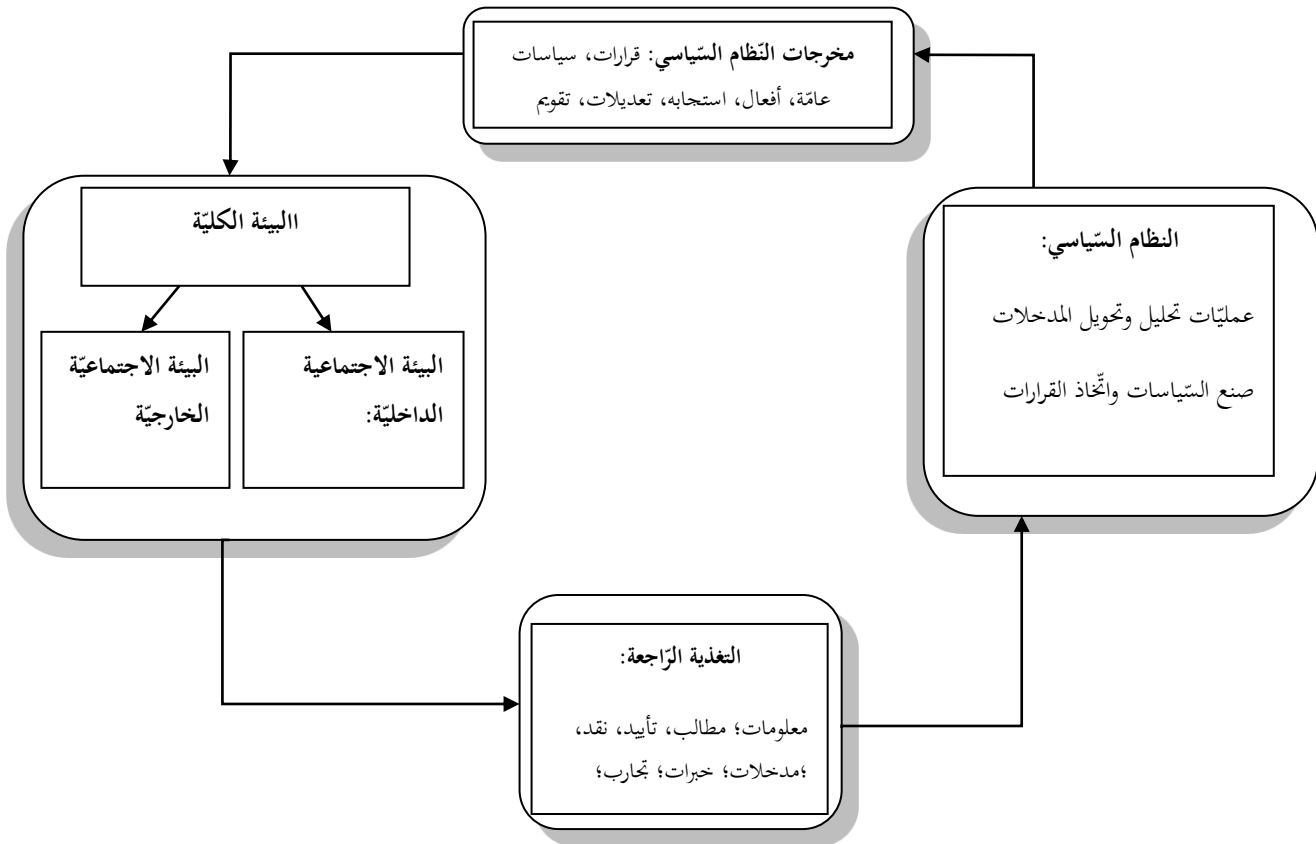 مخرجات النّظام السّياسي: قرارات، سياسات
عامّة، أفعال، استجابه، تعديلات، تقويم
النظام السّياسي:
عمليّات تحليل وتحويل المدخلات
صنع السّياسات واتّخاذ القرارات
االبيئة الكليّة
البيئة الاجتماعية
الداخليّة:
البيئة الاجتماعيّة
الخارجيّة
التغذية الرّاجعة:
معلومات؛ مطالب، تأييد، نقد،
؛مدخلات؛ خبرات؛ تجارب؛